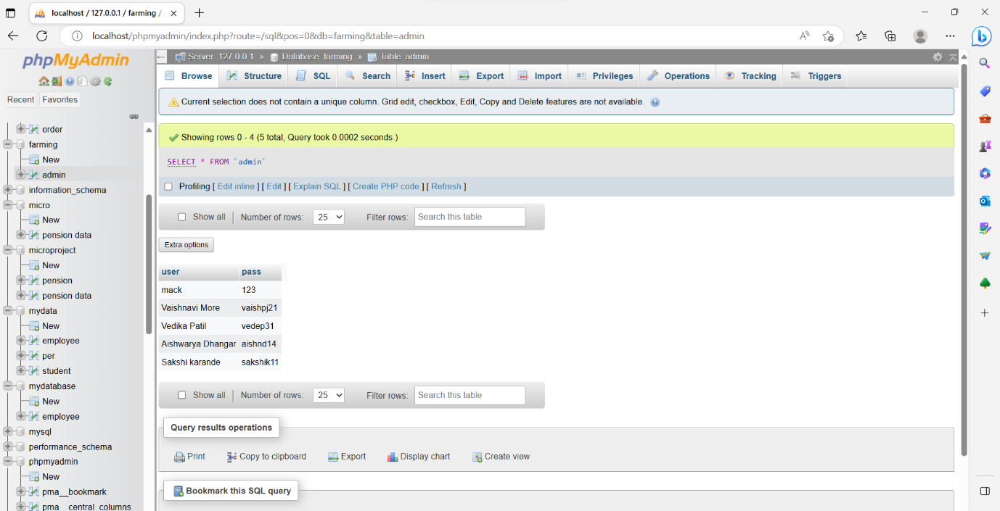 localhost / 127.0.0.1 / farming /
localhost/phpmyadmin/index.php?route=/sql&pos=0&db=farming&table=admin
phpMyAdmin
Recent Favorites
order
farming
New
admin
information_schema
micro
New
pension data
microproject
New
pension
pension data
mydata
New
employee
per
student
mydatabase
New
employee
mysql
performance_schema
phpmyadmin
New
pma__bookmark
pma__central_columns
Server: 127.0.0.1 » Database: farming » Table: admin
Browse Structure SQL Search Insert Export Import Privileges Operations Tracking Triggers
Current selection does not contain a unique column. Grid edit, checkbox, Edit, Copy and Delete features are not available.
Showing rows 0 - 4 (5 total, Query took 0.0002 seconds.)
SELECT * FROM `admin`
Profiling [ Edit inline ] [ Edit ] [ Explain SQL ] [ Create PHP code ] [ Refresh ]
Show all | Number of rows: 25 Filter rows: Search this table
Extra options
user pass
mack 123
Vaishnavi More vaishpj21
Vedika Patil vedep31
Aishwarya Dhangar aishnd14
Sakshi karande sakshik11
Show all | Number of rows: 25 Filter rows: Search this table
Query results operations
Print Copy to clipboard Export Display chart Create view
Bookmark this SQL query